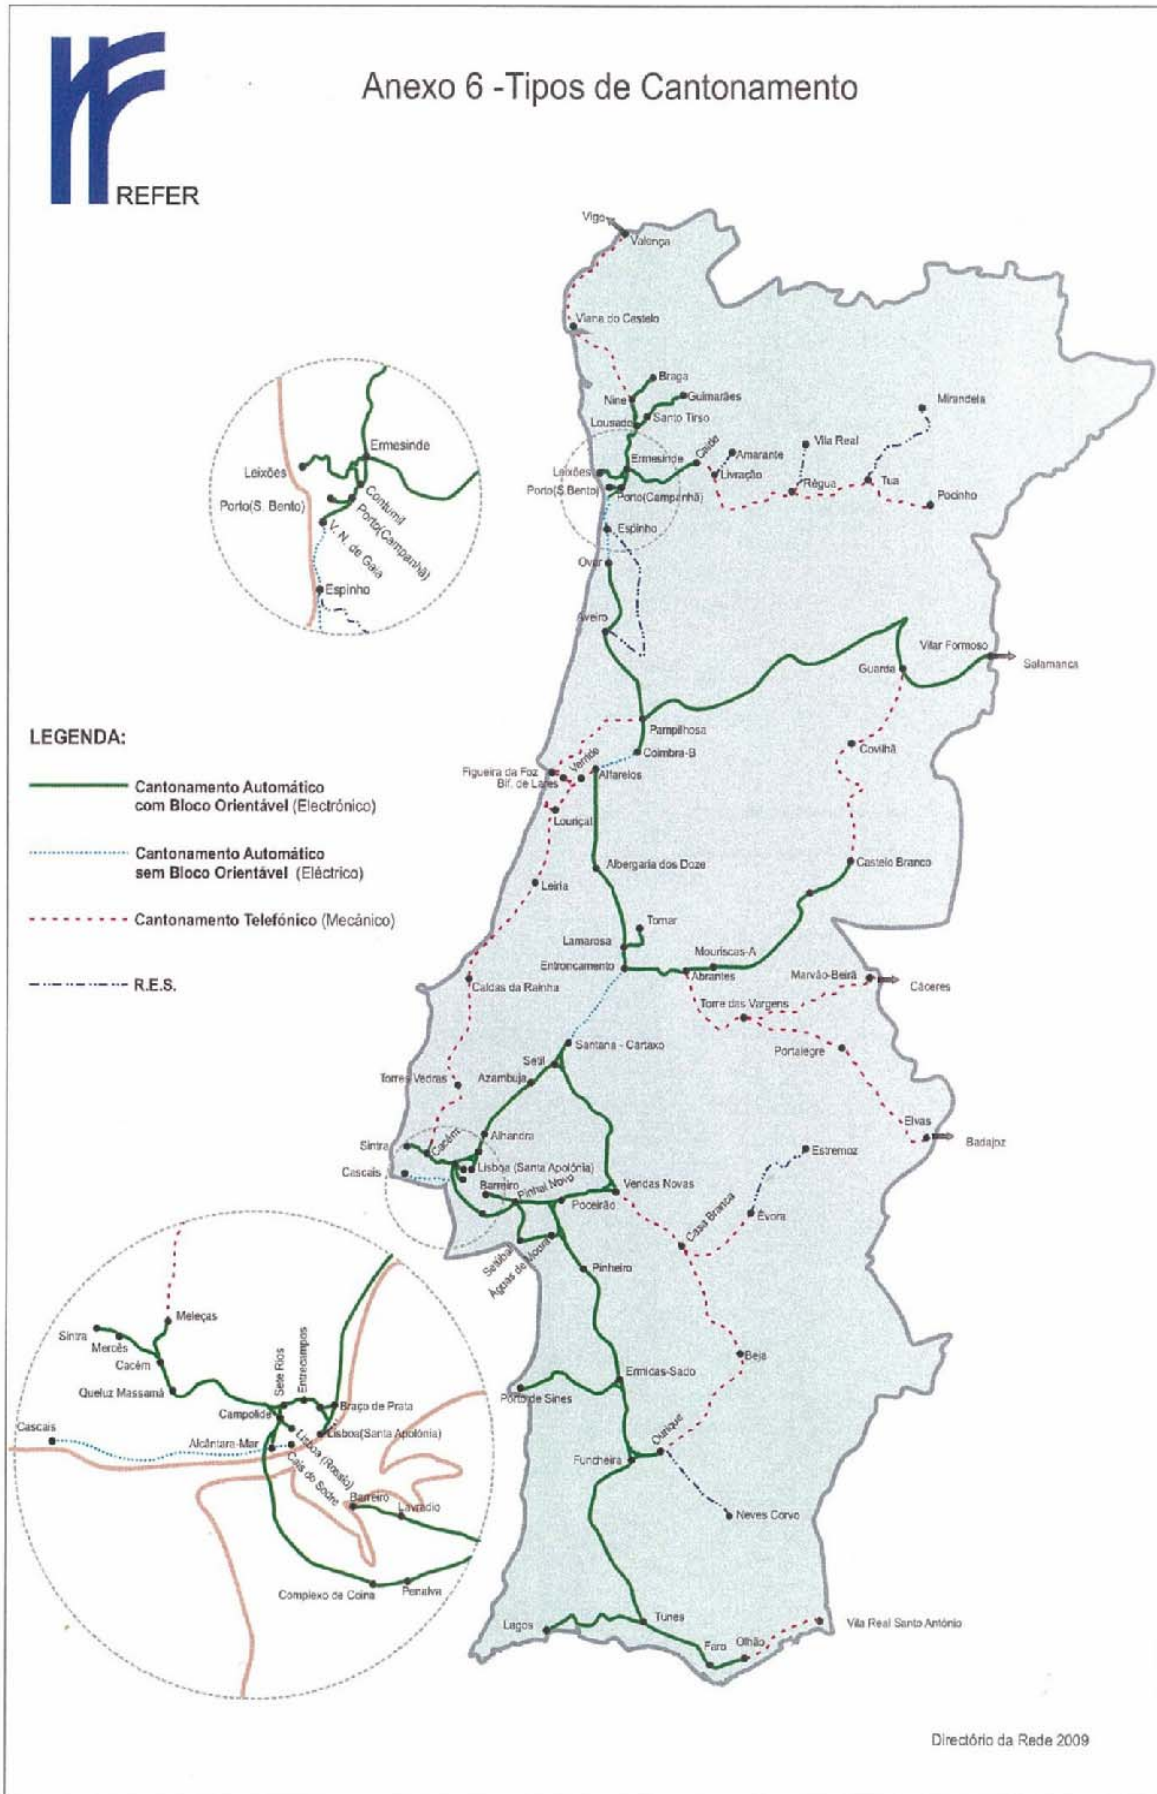 Anexo 6 -Tipos de Cantonamento
REFER
Vigo
Valença
Viana do Castelo
Braga
Nine
Guimarães
Santo Tirso
Lousado
Mirandela
Caíde
Amarante
Vila Real
Leixões
Ermesinde
Livração
Régua
Tua
Pocinho
Porto(S.Bento)
Porto(Campanhã)
Espinho
Ovar
Aveiro
Vilar Formoso
Salamanca
Guarda
Pampilhosa
Covilhã
Coimbra-B
Verride
Figueira da Foz
Bif. de Lares
Alfarelos
Louriçal
Albergaria dos Doze
Castelo Branco
Leiria
Tomar
Lamarosa
Mouriscas-A
Entroncamento
Abrantes
Marvão-Beirã
Cáceres
Caldas da Rainha
Torre das Vargens
Santana - Cartaxo
Portalegre
Setil
Azambuja
Torres Vedras
Elvas
Badajoz
Alhandra
Sintra
Cacém
Estremoz
Cascais
Lisboa (Santa Apolónia)
Barreiro
Pinhal Novo
Vendas Novas
Poceirão
Casa Branca
Évora
Setúbal
Águas de Moura
Pinheiro
Beja
Ermidas-Sado
Porto de Sines
Ourique
Funcheira
Neves Corvo
Lagos
Tunes
Faro
Olhão
Vila Real Santo António
Ermesinde
Leixões
Contumil
Porto(S. Bento)
Porto(Campanhã)
V. N. de Gaia
Espinho
LEGENDA:
Cantonamento Automático
com Bloco Orientável (Electrónico)
Cantonamento Automático
sem Bloco Orientável (Eléctrico)
Cantonamento Telefónico (Mecânico)
R.E.S.
Meleças
Sintra
Mercês
Cacém
Queluz Massamá
Sete Rios
Entrecampos
Campolide
Braço de Prata
Cascais
Alcântara-Mar
Lisboa(Santa Apolónia)
Lisboa (Rossio)
Cais do Sodré
Barreiro
Lavradio
Complexo de Coina
Penalva
Directório da Rede 2009